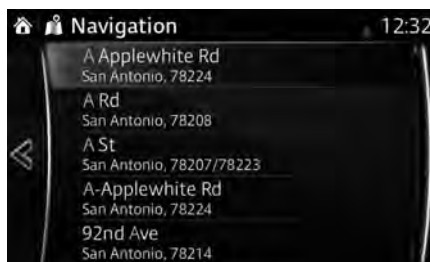 Navigation 12:32
A Applewhite Rd
San Antonio, 78224
A Rd
San Antonio, 78208
A St
San Antonio, 78207/78223
A-Applewhite Rd
San Antonio, 78224
92nd Ave
San Antonio, 78214